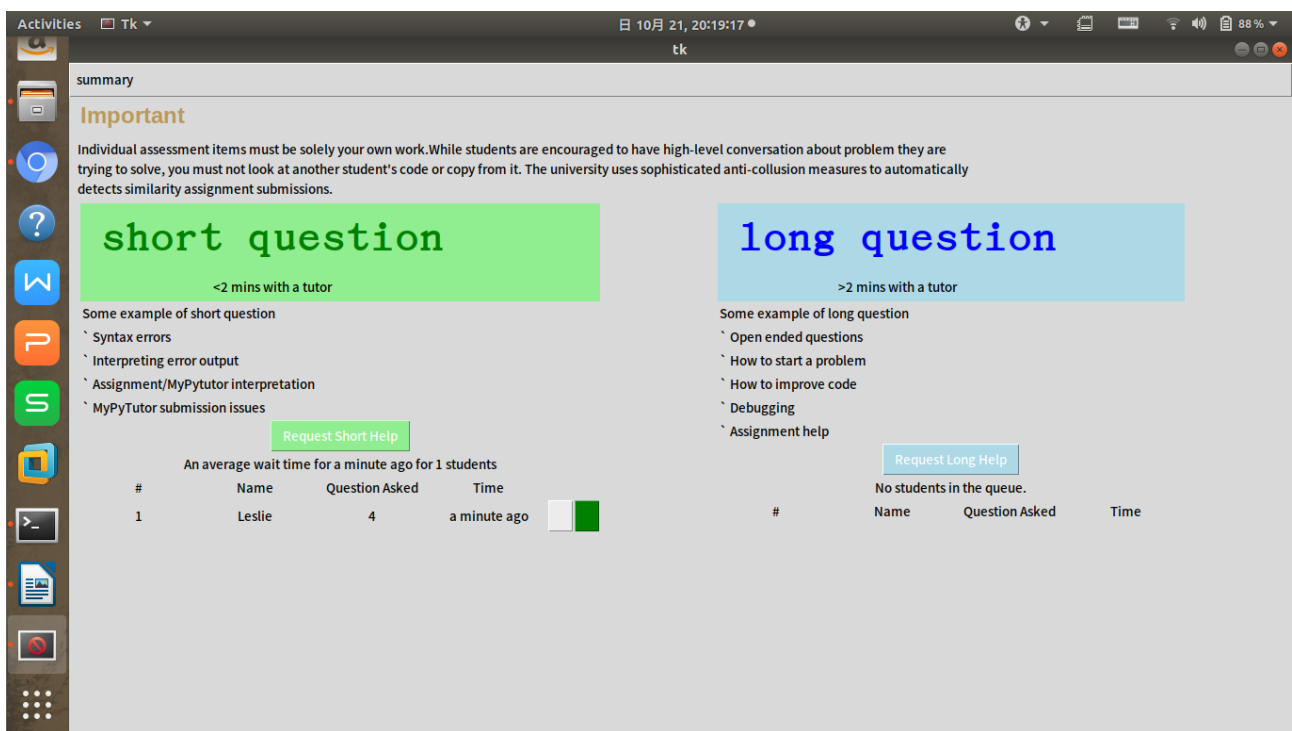 Activities Tk 日 10月 21, 20:19:17 88%
tk
summary
Important
Individual assessment items must be solely your own work.While students are encouraged to have high-level conversation about problem they are
trying to solve, you must not look at another student's code or copy from it. The university uses sophisticated anti-collusion measures to automatically
detects similarity assignment submissions.
short question
<2 mins with a tutor
Some example of short question
` Syntax errors
` Interpreting error output
` Assignment/MyPytutor interpretation
` MyPyTutor submission issues
Request Short Help
An average wait time for a minute ago for 1 students
# Name Question Asked Time
1 Leslie 4 a minute ago
long question
>2 mins with a tutor
Some example of long question
` Open ended questions
` How to start a problem
` How to improve code
` Debugging
` Assignment help
Request Long Help
No students in the queue.
# Name Question Asked Time